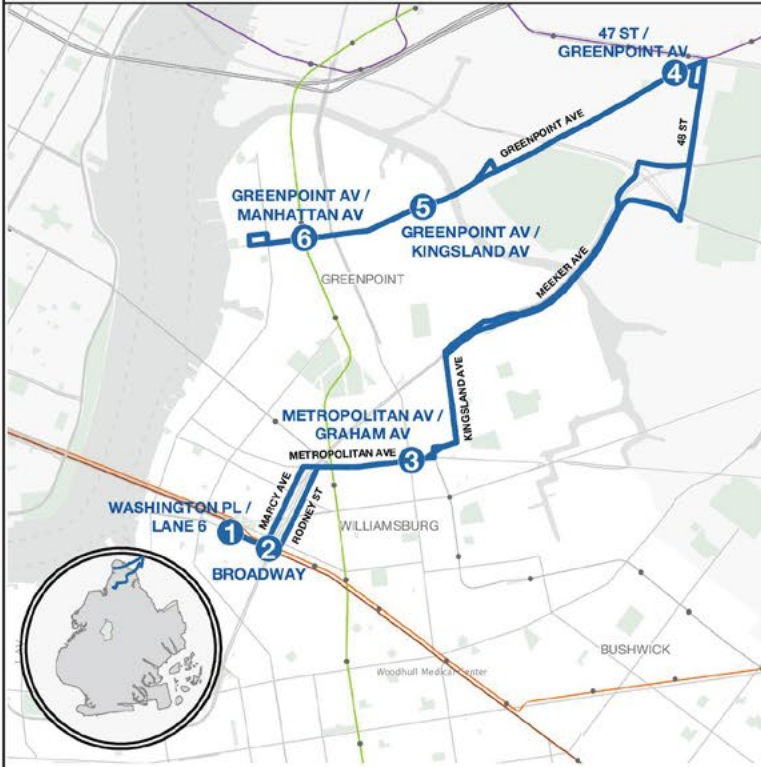 47 ST /
GREENPOINT AV
4
48 ST
GREENPOINT AVE
GREENPOINT AV /
MANHATTAN AV
5
6
GREENPOINT AV /
KINGSLAND AV
GREENPOINT
MEEKER AVE
KINGSLAND AVE
METROPOLITAN AV /
GRAHAM AV
METROPOLITAN AVE
3
MARCY AVE
RODNEY ST
WASHINGTON PL /
LANE 6
1
WILLIAMSBURG
2
BROADWAY
BUSHWICK
Woodhull Medical Center